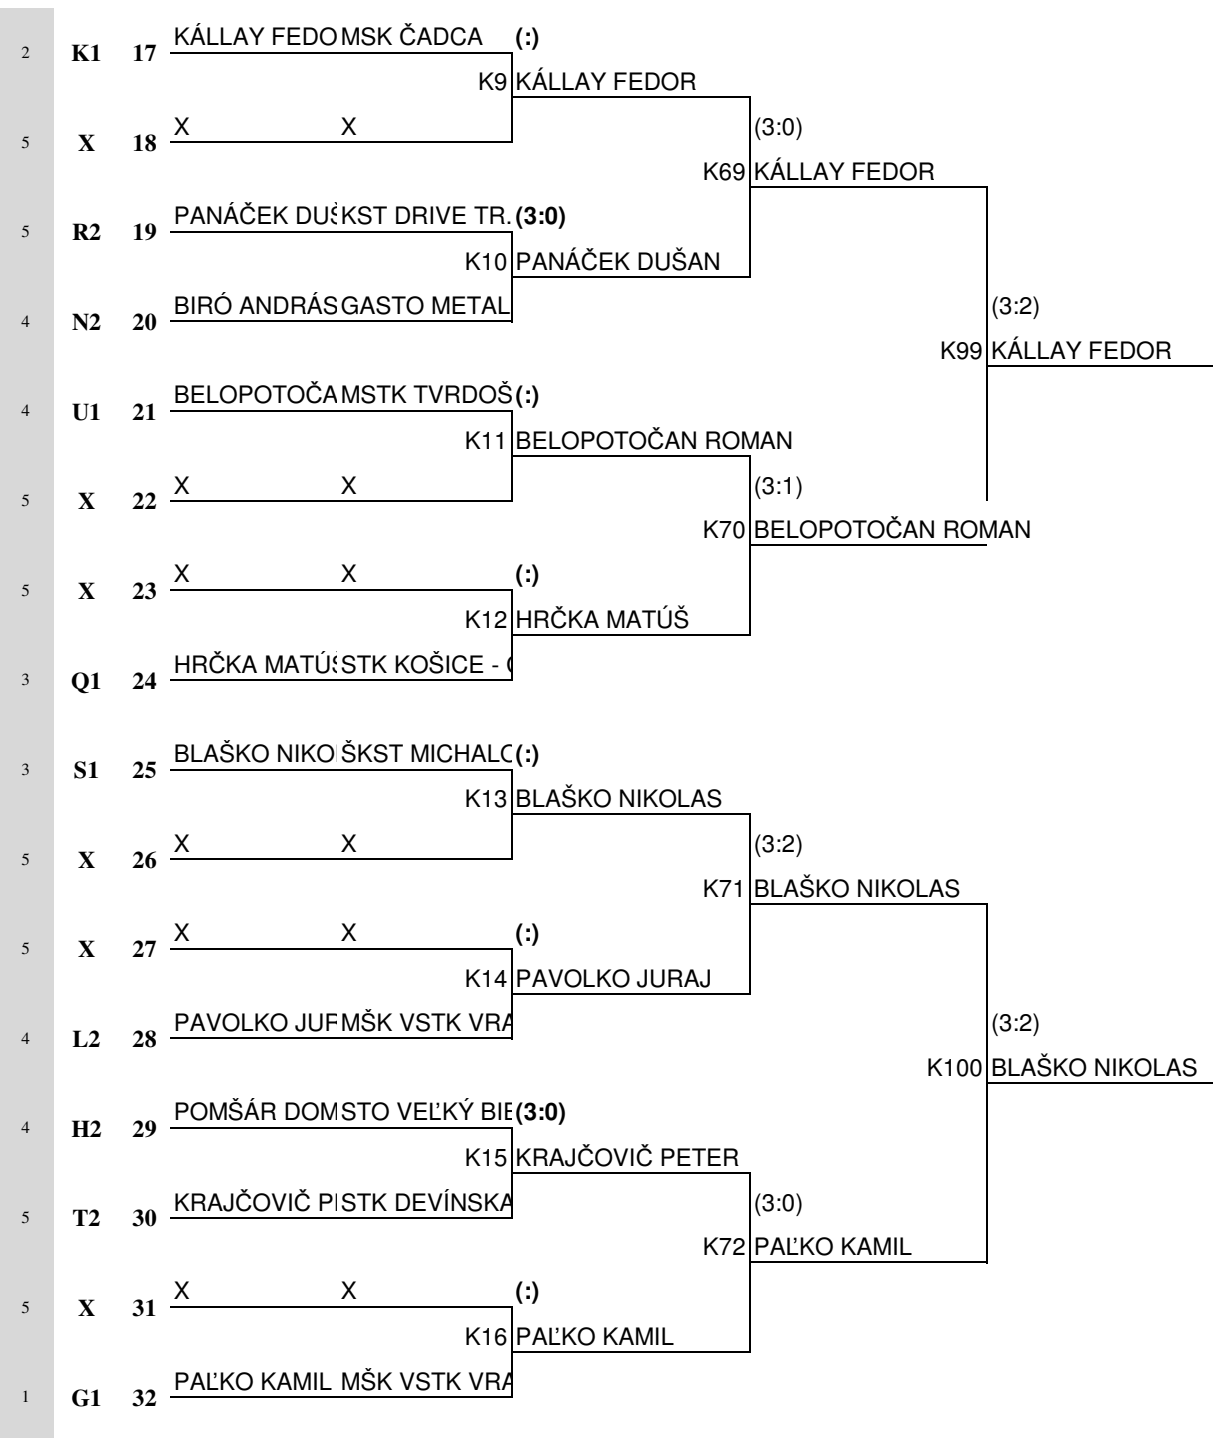 KÁLLAY FEDO MSK ČADCA (:)
2 K1 17
K9 KÁLLAY FEDOR
X X (3:0)
5 X 18
K69 KÁLLAY FEDOR
PANÁČEK DUŠ KST DRIVE TR. (3:0)
5 R2 19
K10 PANÁČEK DUŠAN
BIRÓ ANDRÁS GASTO METAL (3:2)
4 N2 20
K99 KÁLLAY FEDOR
BELOPOTOČA MSTK TVRDOŠ (:)
4 U1 21
K11 BELOPOTOČAN ROMAN
X X (3:1)
5 X 22
K70 BELOPOTOČAN ROMAN
X X (:)
5 X 23
K12 HRČKA MATÚŠ
HRČKA MATÚŠ STK KOŠICE -
3 Q1 24
BLAŠKO NIKO ŠKST MICHALO (:)
3 S1 25
K13 BLAŠKO NIKOLAS
X X (3:2)
5 X 26
K71 BLAŠKO NIKOLAS
X X (:)
5 X 27
K14 PAVOLKO JURAJ
PAVOLKO JUR MŠK VSTK VRA (3:2)
4 L2 28
K100 BLAŠKO NIKOLAS
POMŠÁR DOM STO VEĽKÝ BIE (3:0)
4 H2 29
K15 KRAJČOVIČ PETER
KRAJČOVIČ P STK DEVÍNSKA (3:0)
5 T2 30
K72 PAĽKO KAMIL
X X (:)
5 X 31
K16 PAĽKO KAMIL
PAĽKO KAMIL MŠK VSTK VRA
1 G1 32